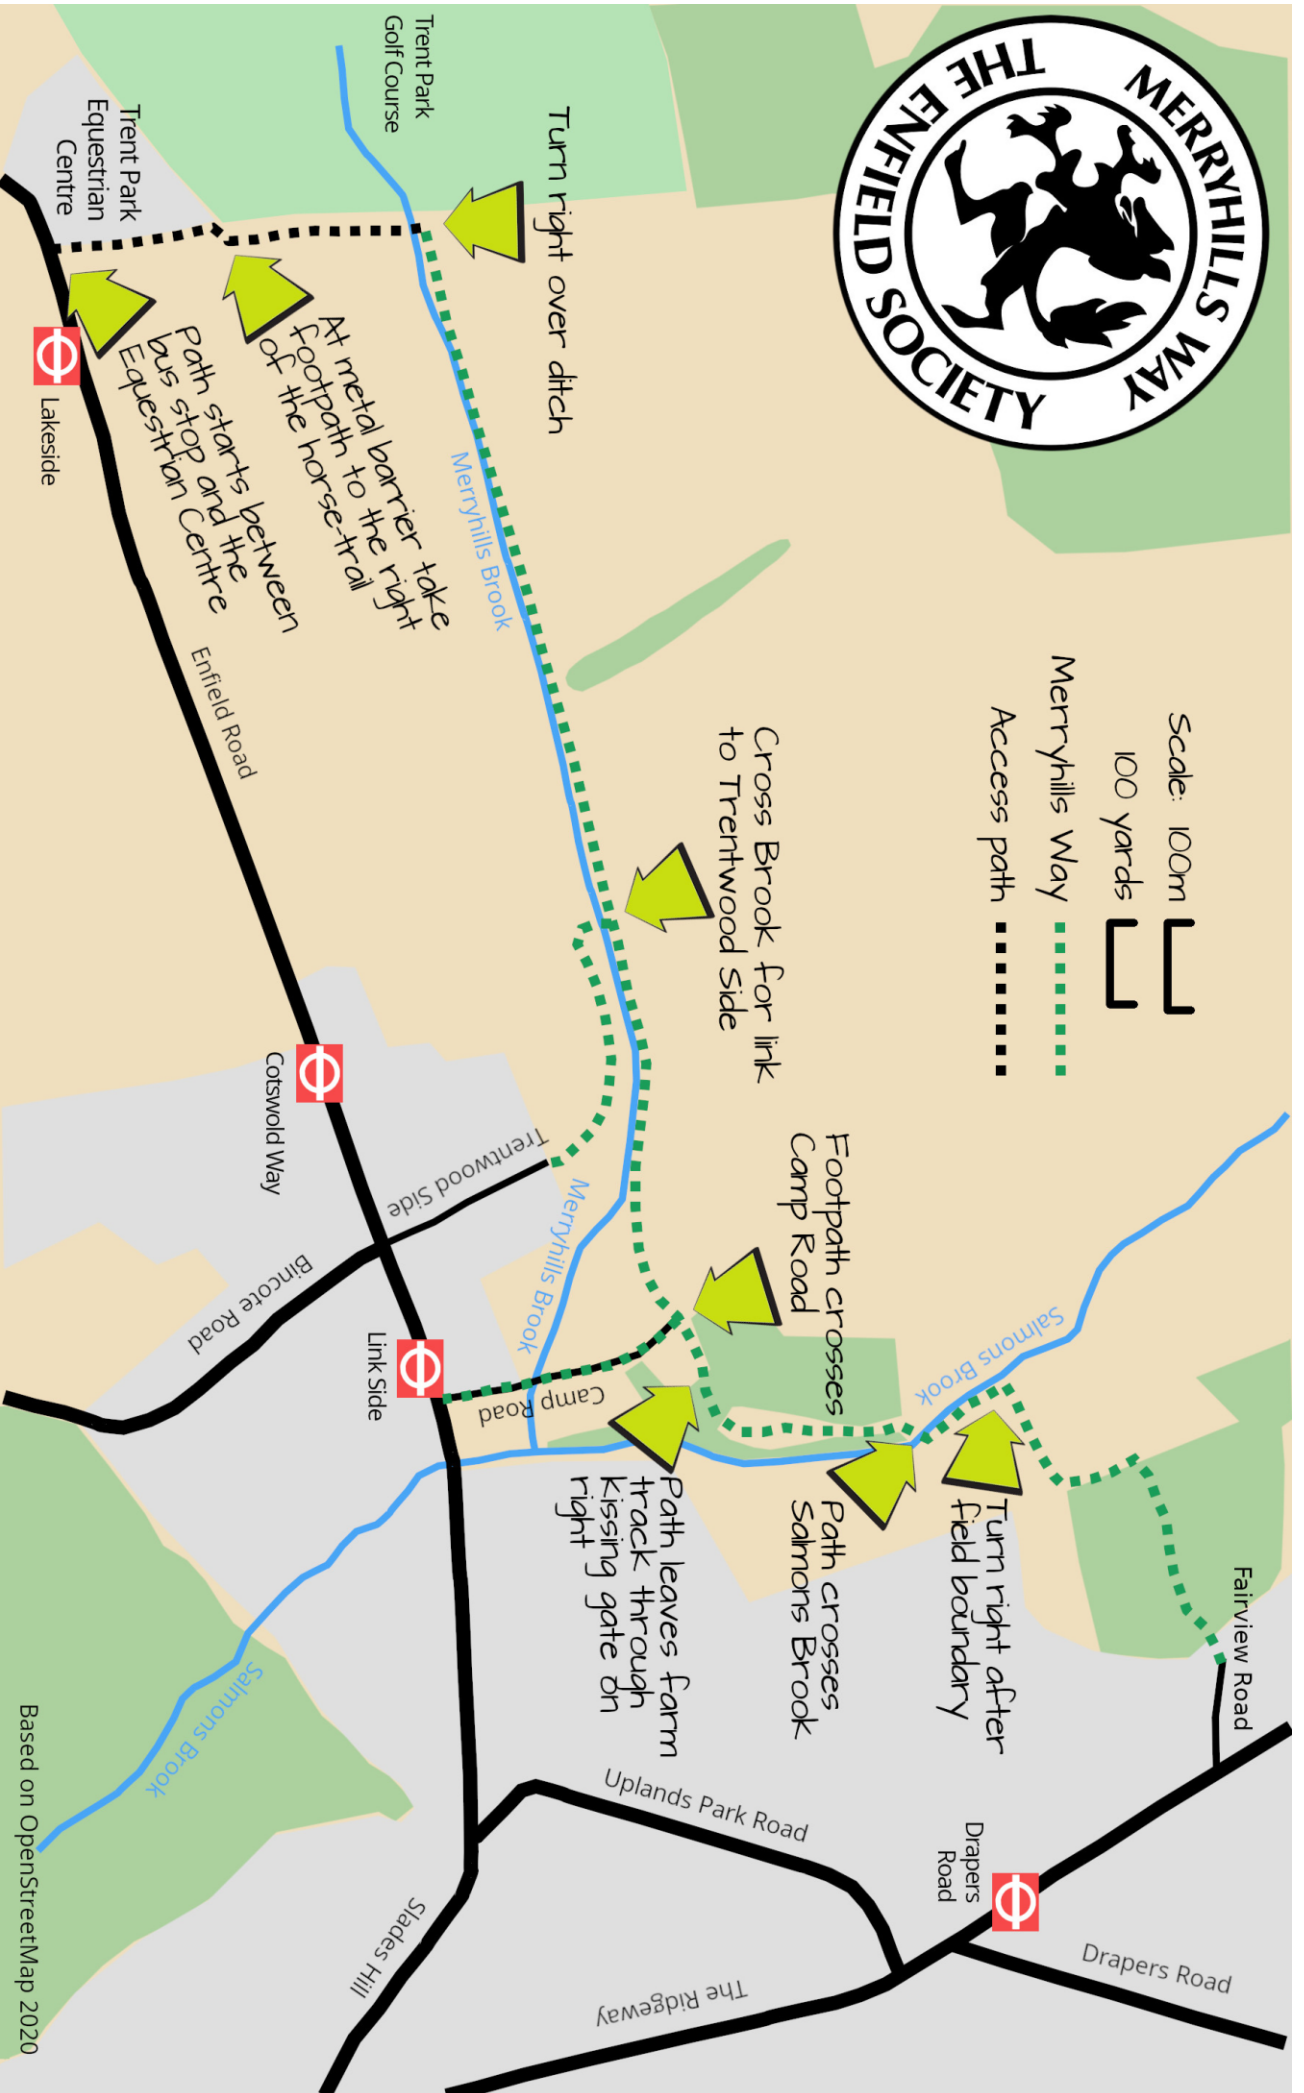 MERRYHILLS WAY
THE ENFIELD SOCIETY
Scale: 100m
100 yards
Merryhills Way
Access path
Fairview Road
Trent Park
Golf Course
Turn right over ditch
Trent Park
Equestrian
Centre
At metal barrier take
footpath to the right
of the horse-trail
Path starts between
bus stop and the
Equestrian Centre
Lakeside
Merryhills Brook
Enfield Road
Cross Brook for link
to Trentwood Side
Footpath crosses
Camp Road
Salmons Brook
Turn right after
field boundary
Path crosses
Salmons Brook
Path leaves farm
track through
kissing gate on
right
Merryhills Brook
Camp Road
Trentwood Side
Cotswold Way
Bincote Road
Link Side
Salmons Brook
Uplands Park Road
Drapers
Road
Drapers Road
The Ridgeway
Slades Hill
Based on OpenStreetMap 2020